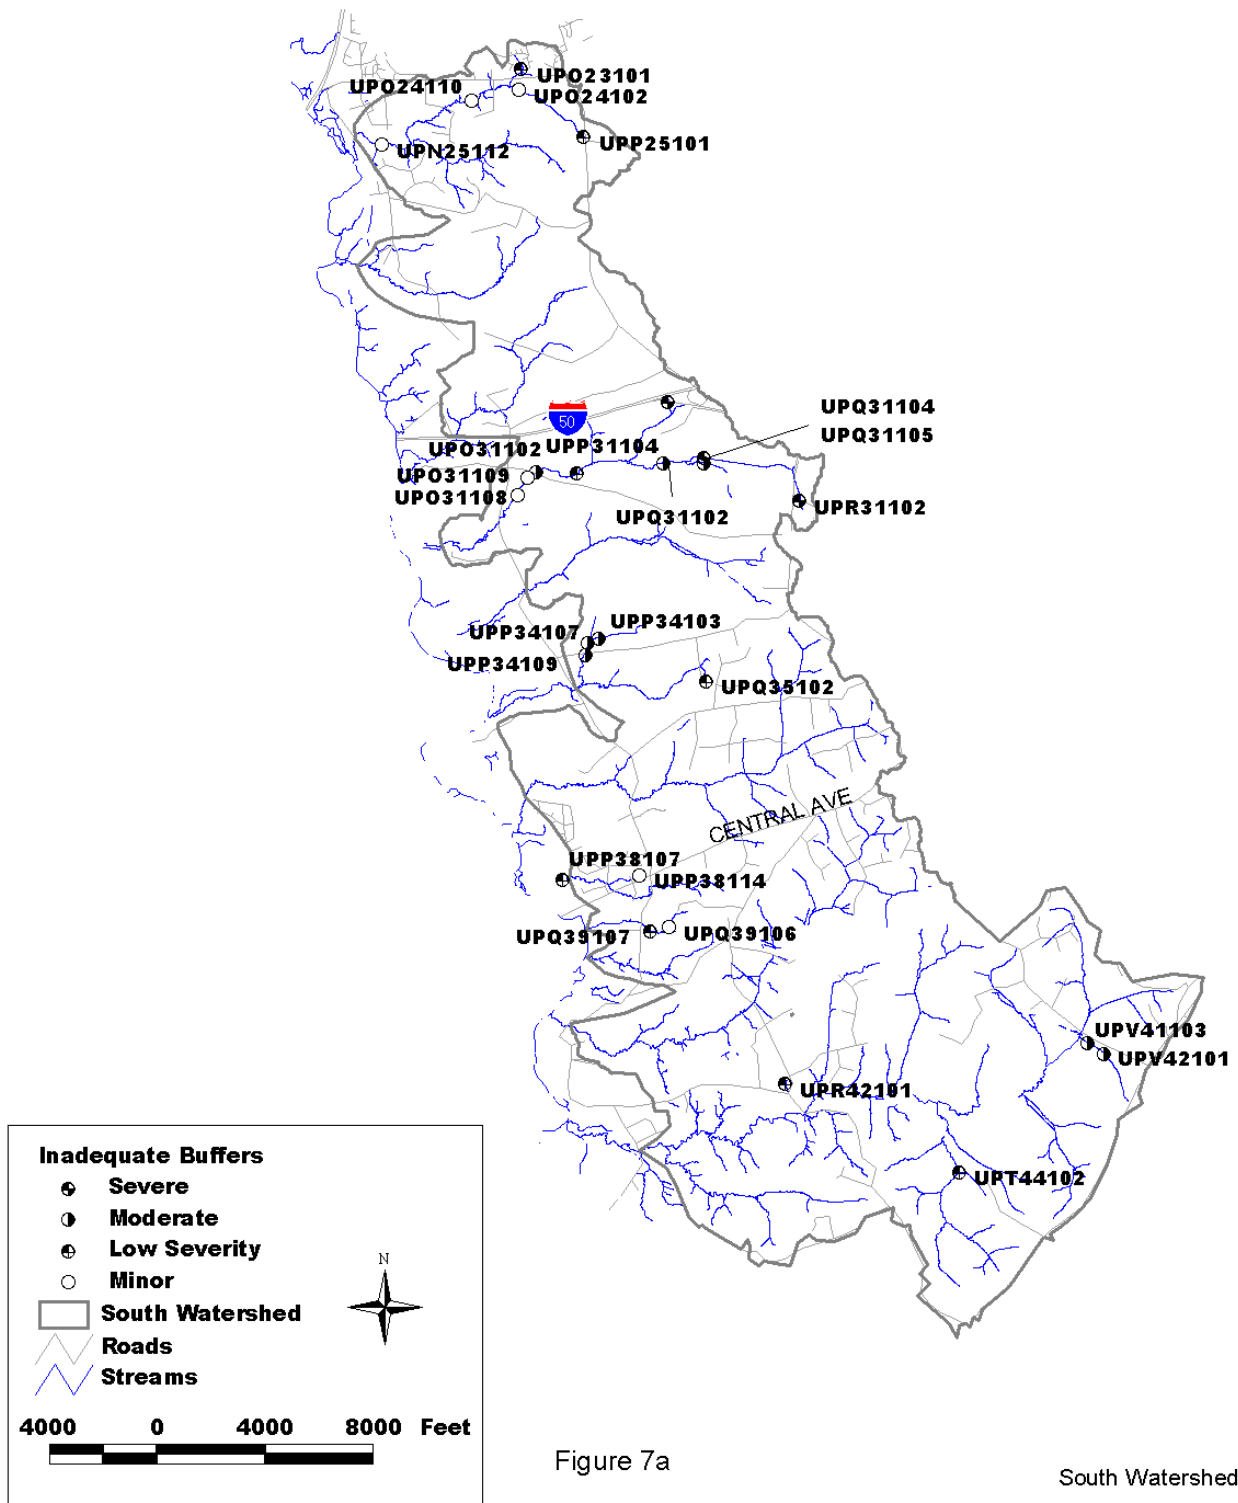 UPO23101
UPO24110
UPO24102
UPP25101
UPN25112
UPQ31104
50
UPQ31105
UPO31102
UPP31104
UPO31109
UPO31108
UPR31102
UPQ31102
UPP34103
UPP34107
UPP34109
UPQ35102
CENTRAL AVE
UPP38107
UPP38114
UPQ39107
UPQ39106
UPV41103
UPV42101
UPR42101
UPT44102
Inadequate Buffers
Severe
Moderate
Low Severity
Minor
South Watershed
Roads
Streams
N
4000 0 4000 8000 Feet
Figure 7a
South Watershed